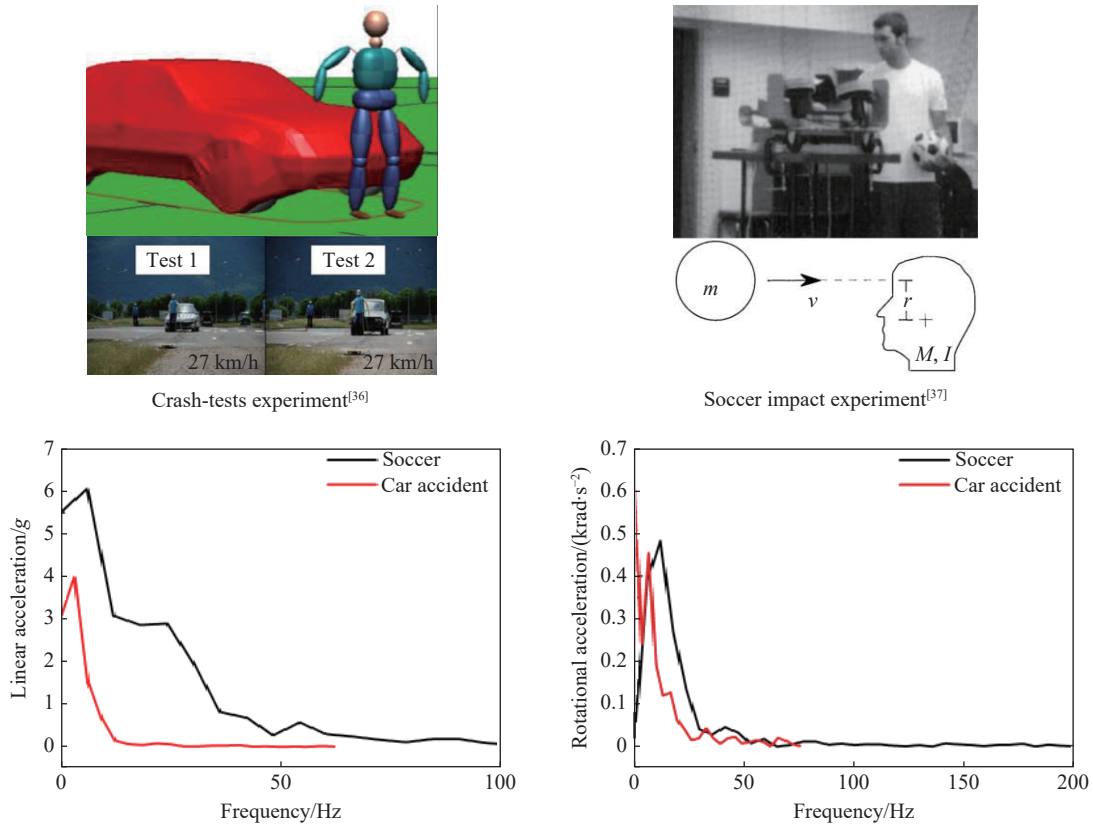 Test 1
Test 2
27 km/h
27 km/h
Crash-tests experiment[36]
m
v
r
M, I
Soccer impact experiment[37]
7
6
5
4
3
2
1
0
0
50
100
Linear acceleration/g
Frequency/Hz
Soccer
Car accident
0.7
0.6
0.5
0.4
0.3
0.2
0.1
0
0
50
100
150
200
Rotational acceleration/(krad·s⁻²)
Frequency/Hz
Soccer
Car accident